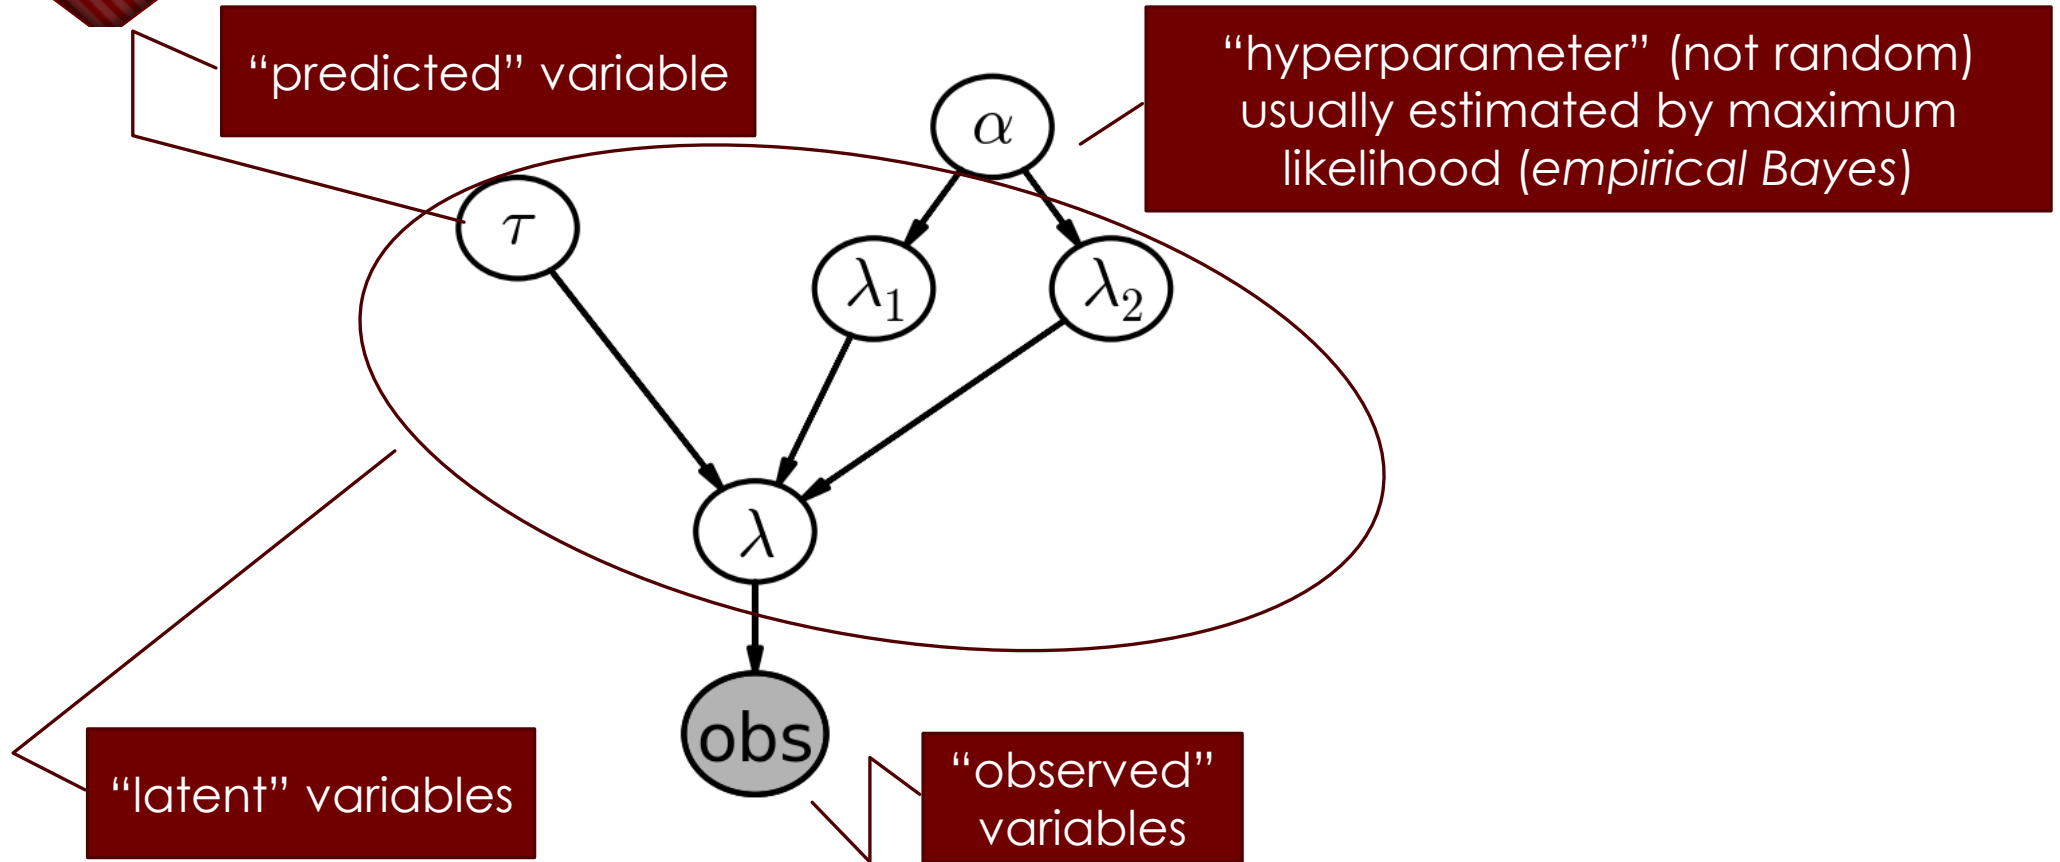 “predicted” variable
“hyperparameter” (not random)
usually estimated by maximum
likelihood (empirical Bayes)
α
τ
λ₁
λ₂
λ
obs
“latent” variables
“observed”
variables